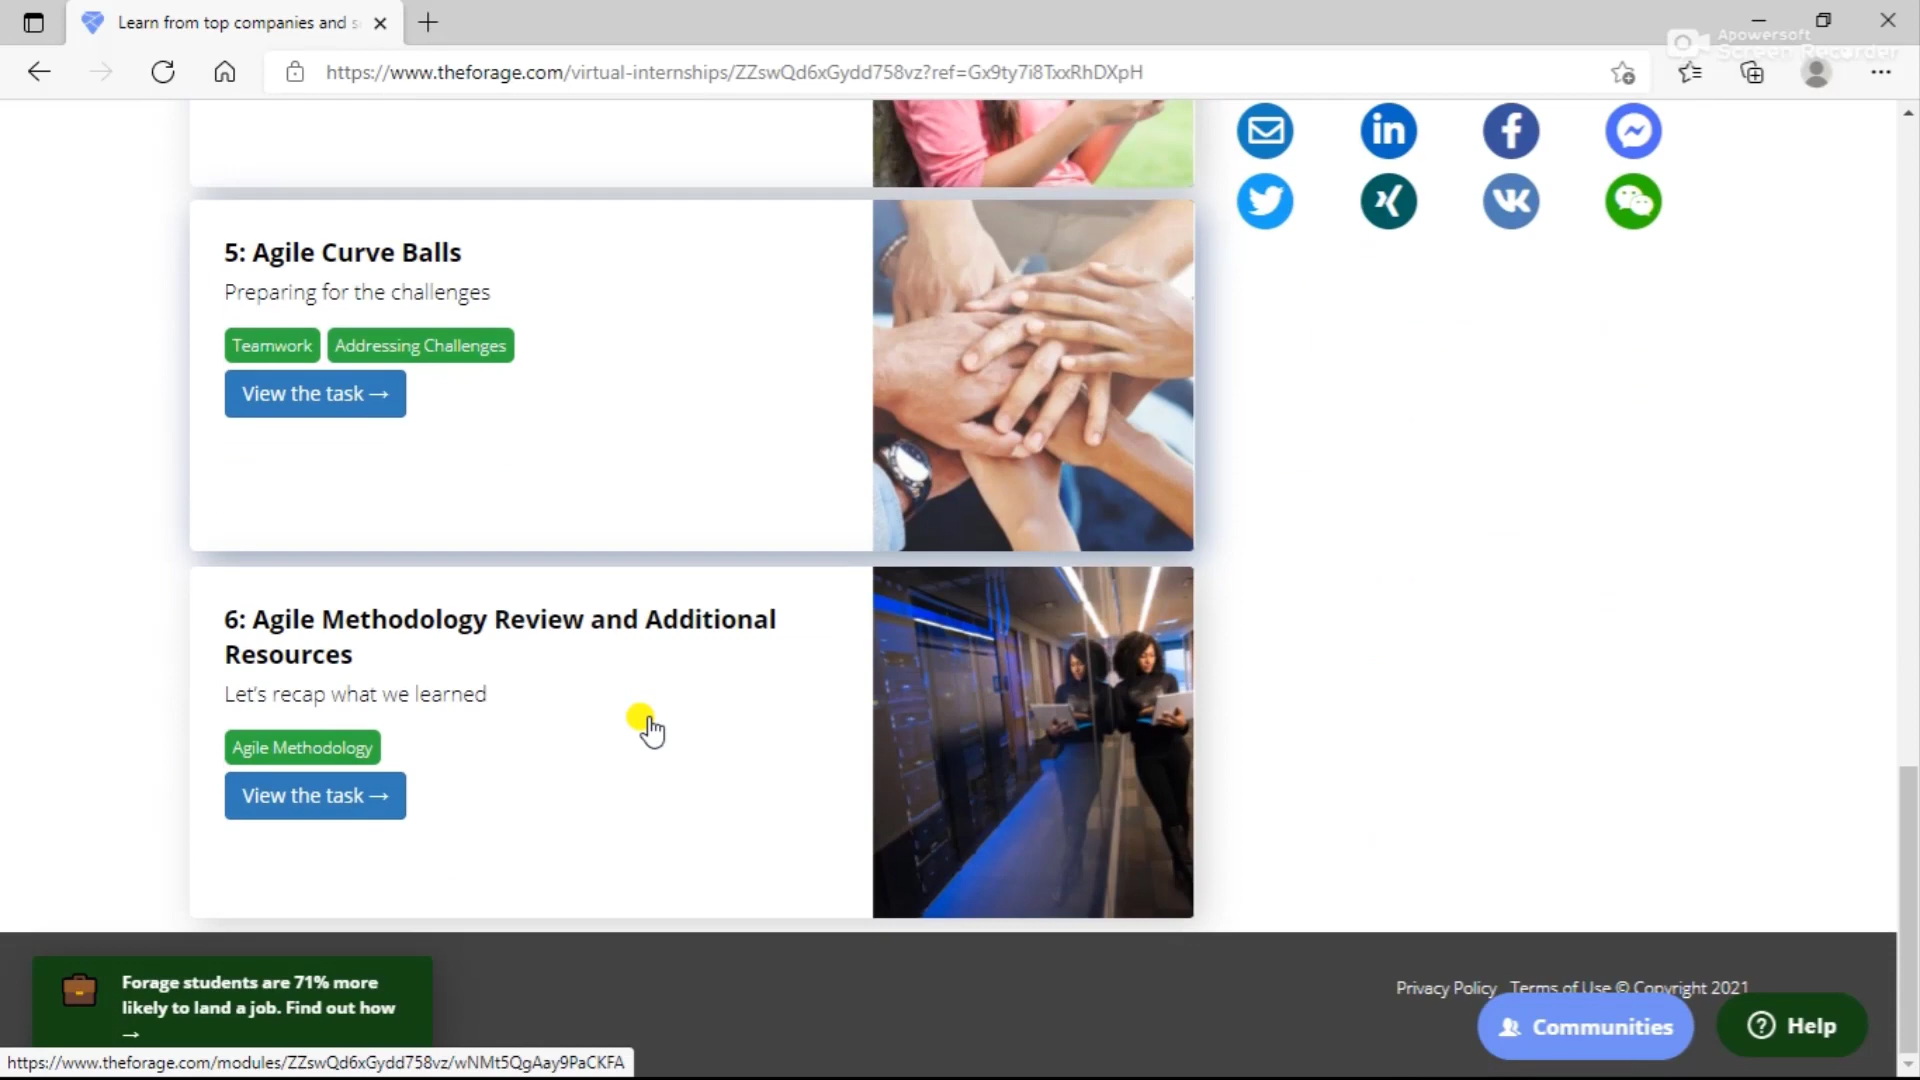 Learn from top companies and s
Apowersoft
Screen Recorder
https://www.theforage.com/virtual-internships/ZZswQd6xGydd758vz?ref=Gx9ty7i8TxxRhDXpH
5: Agile Curve Balls
Preparing for the challenges
Teamwork
Addressing Challenges
View the task →
6: Agile Methodology Review and Additional
Resources
Let's recap what we learned
Agile Methodology
View the task →
Forage students are 71% more
likely to land a job. Find out how
→
Privacy Policy Terms of Use © Copyright 2021
Communities
Help
https://www.theforage.com/modules/ZZswQd6xGydd758vz/wNMt5QgAay9PaCKFA